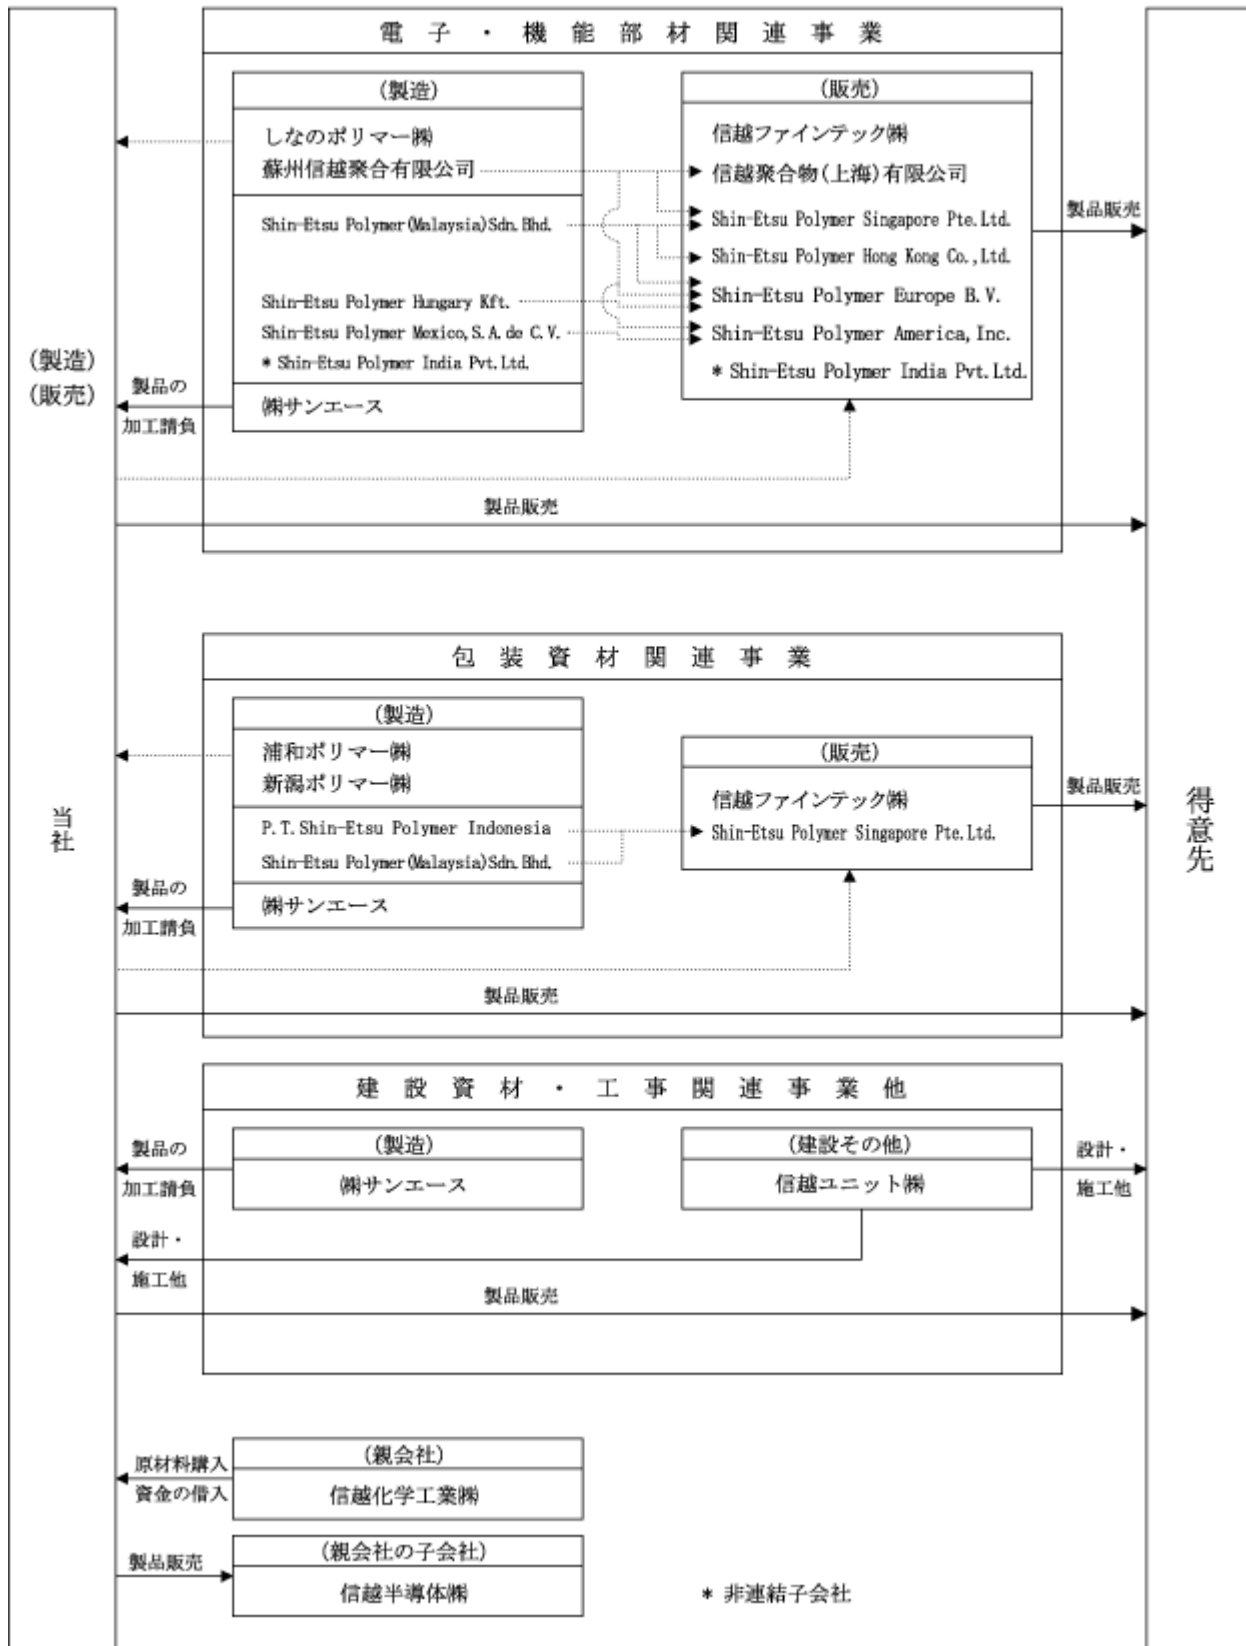 電子・機能部材関連事業
(製造)
しなのポリマー㈱
蘇州信越聚合有限公司
Shin-Etsu Polymer(Malaysia)Sdn.Bhd.
Shin-Etsu Polymer Hungary Kft.
Shin-Etsu Polymer Mexico,S.A.de C.V.
* Shin-Etsu Polymer India Pvt.Ltd.
㈱サンエース
(販売)
信越ファインテック㈱
信越聚合物(上海)有限公司
Shin-Etsu Polymer Singapore Pte.Ltd.
Shin-Etsu Polymer Hong Kong Co.,Ltd.
Shin-Etsu Polymer Europe B.V.
Shin-Etsu Polymer America,Inc.
* Shin-Etsu Polymer India Pvt.Ltd.
製品販売
(製造)
(販売)
製品の
加工請負
製品販売
包装資材関連事業
(製造)
浦和ポリマー㈱
新潟ポリマー㈱
P.T.Shin-Etsu Polymer Indonesia
Shin-Etsu Polymer(Malaysia)Sdn.Bhd.
㈱サンエース
(販売)
信越ファインテック㈱
Shin-Etsu Polymer Singapore Pte.Ltd.
製品販売
当社
得意先
製品の
加工請負
製品販売
建設資材・工事関連事業他
製品の
加工請負
(製造)
㈱サンエース
(建設その他)
信越ユニット㈱
設計・
施工他
設計・
施工他
製品販売
原材料購入
資金の借入
(親会社)
信越化学工業㈱
製品販売
(親会社の子会社)
信越半導体㈱
* 非連結子会社